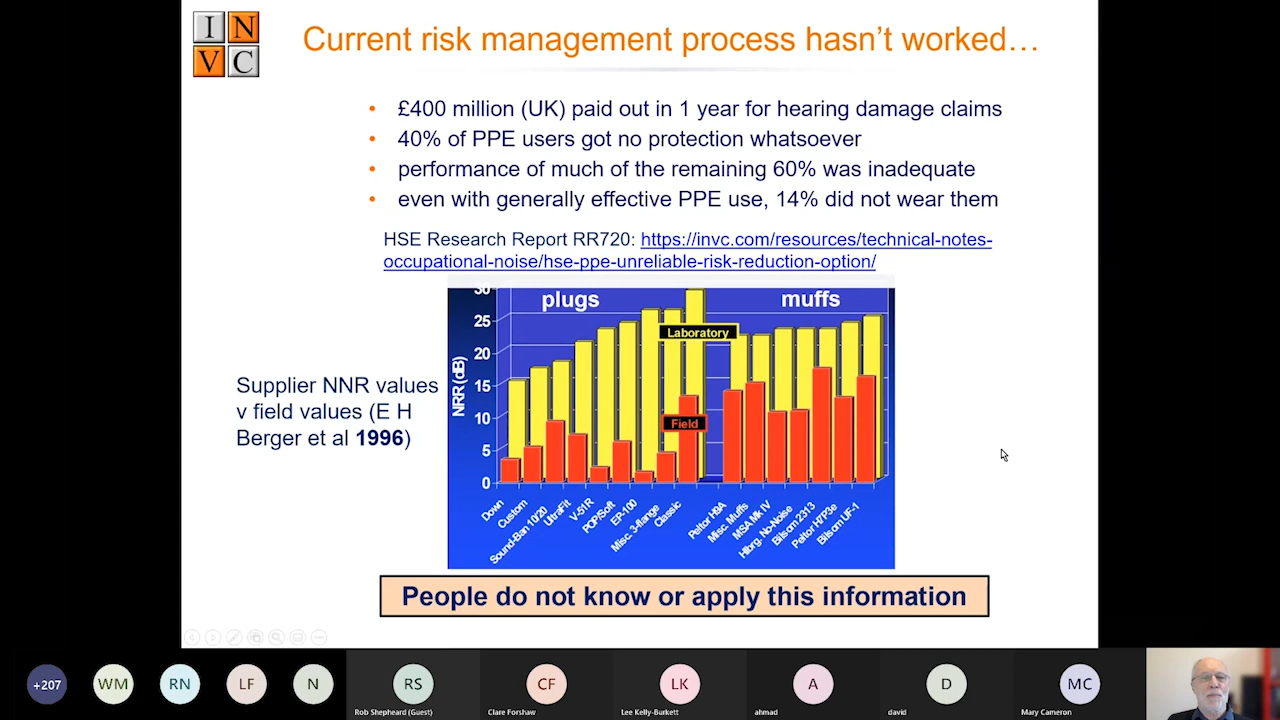 I N
V C
Current risk management process hasn't worked…
• £400 million (UK) paid out in 1 year for hearing damage claims
• 40% of PPE users got no protection whatsoever
• performance of much of the remaining 60% was inadequate
• even with generally effective PPE use, 14% did not wear them
HSE Research Report RR720: https://invc.com/resources/technical-notes-
occupational-noise/hse-ppe-unreliable-risk-reduction-option/
Supplier NNR values
v field values (E H
Berger et al 1996)
NRR (dB)
30
25
20
15
10
5
0
plugs
muffs
Laboratory
Field
Down
Custom
Sound-Ban 10/20
UltraFit
V-51R
POP/Soft
EP-100
Misc. 3-flange
Classic
Peltor H9A
Misc. Muffs
MSA Mk IV
Hlbrg. No-Noise
Bilsom 2313
Peltor H7P3e
Bilsom UF-1
People do not know or apply this information
+207
WM
RN
LF
N
RS
Rob Shepheard (Guest)
CF
Clare Forshaw
LK
Lee Kelly-Burkett
A
ahmad
D
david
MC
Mary Cameron